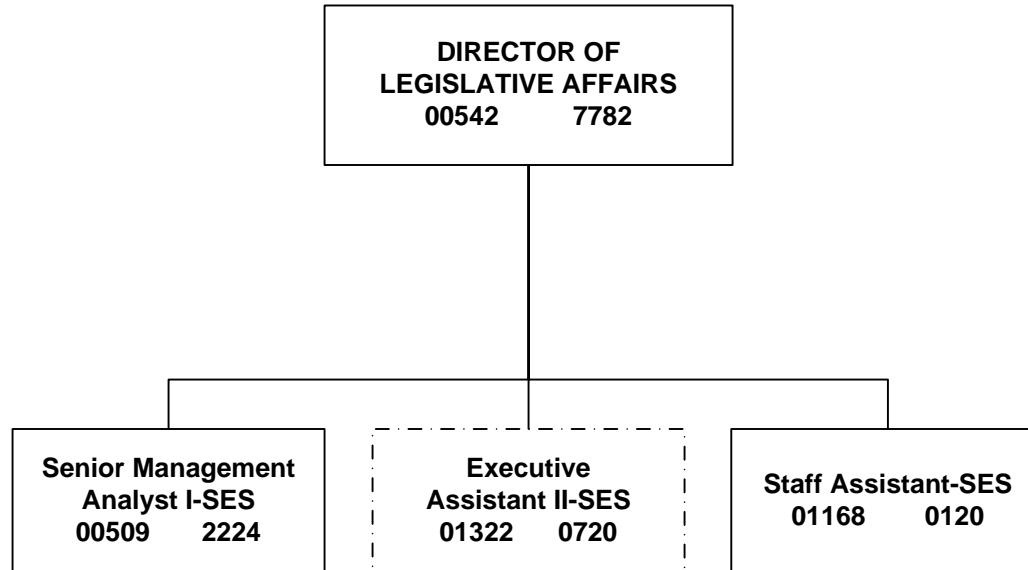 DIRECTOR OF
LEGISLATIVE AFFAIRS
00542 7782
Senior Management
Analyst I-SES
00509 2224
Executive
Assistant II-SES
01322 0720
Staff Assistant-SES
01168 0120